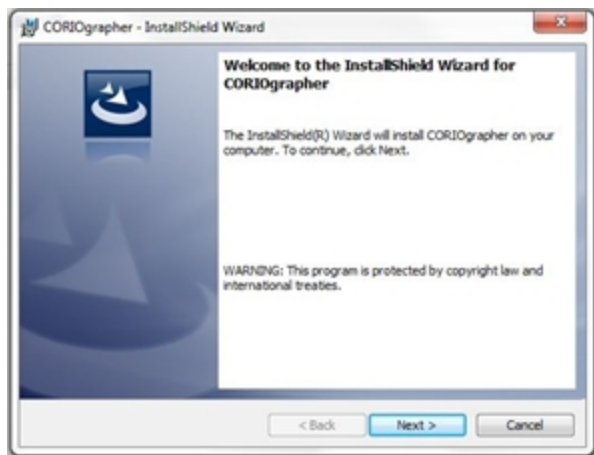 CORIOgrapher - InstallShield Wizard
Welcome to the InstallShield Wizard for
CORIOgrapher
The InstallShield(R) Wizard will install CORIOgrapher on your
computer. To continue, click Next.
WARNING: This program is protected by copyright law and
international treaties.
< Back
Next >
Cancel